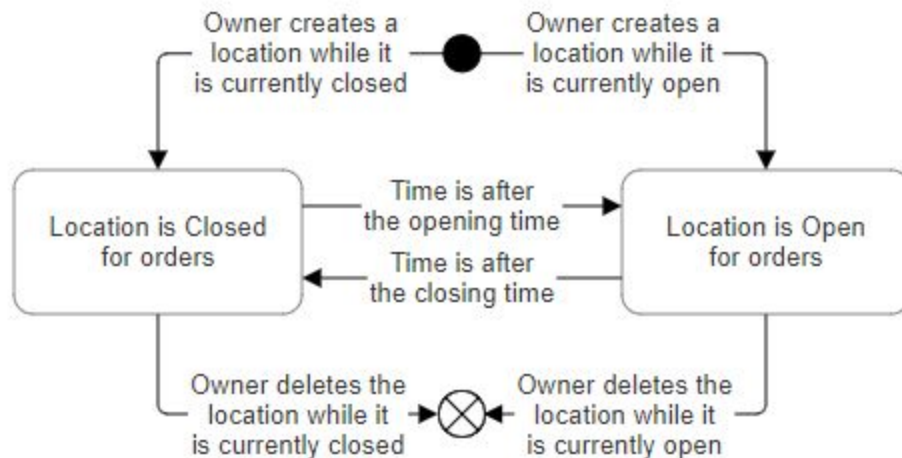 Owner creates a
location while it
is currently closed
Owner creates a
location while it
is currently open
Location is Closed
for orders
Time is after
the opening time
Time is after
the closing time
Location is Open
for orders
Owner deletes the
location while it
is currently closed
Owner deletes the
location while it
is currently open